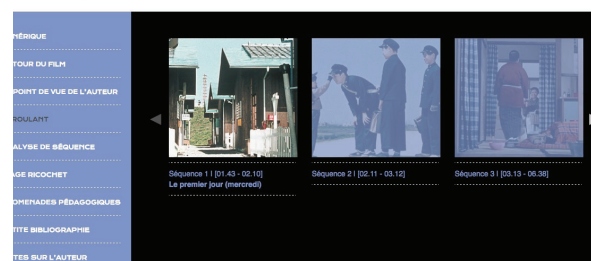 NÉRIQUE
TOUR DU FILM
POINT DE VUE DE L'AUTEUR
ROULANT
ALYSE DE SÉQUENCE
GE RICOCHET
OMENADES PÉDAGOGIQUES
TITE BIBLIOGRAPHIE
TES SUR L'AUTEUR
Séquence 1 I [01.43 - 02.10]
Le premier jour (mercredi)
Séquence 2 I [02.11 - 03.12]
Séquence 3 I [03.13 - 06.38]